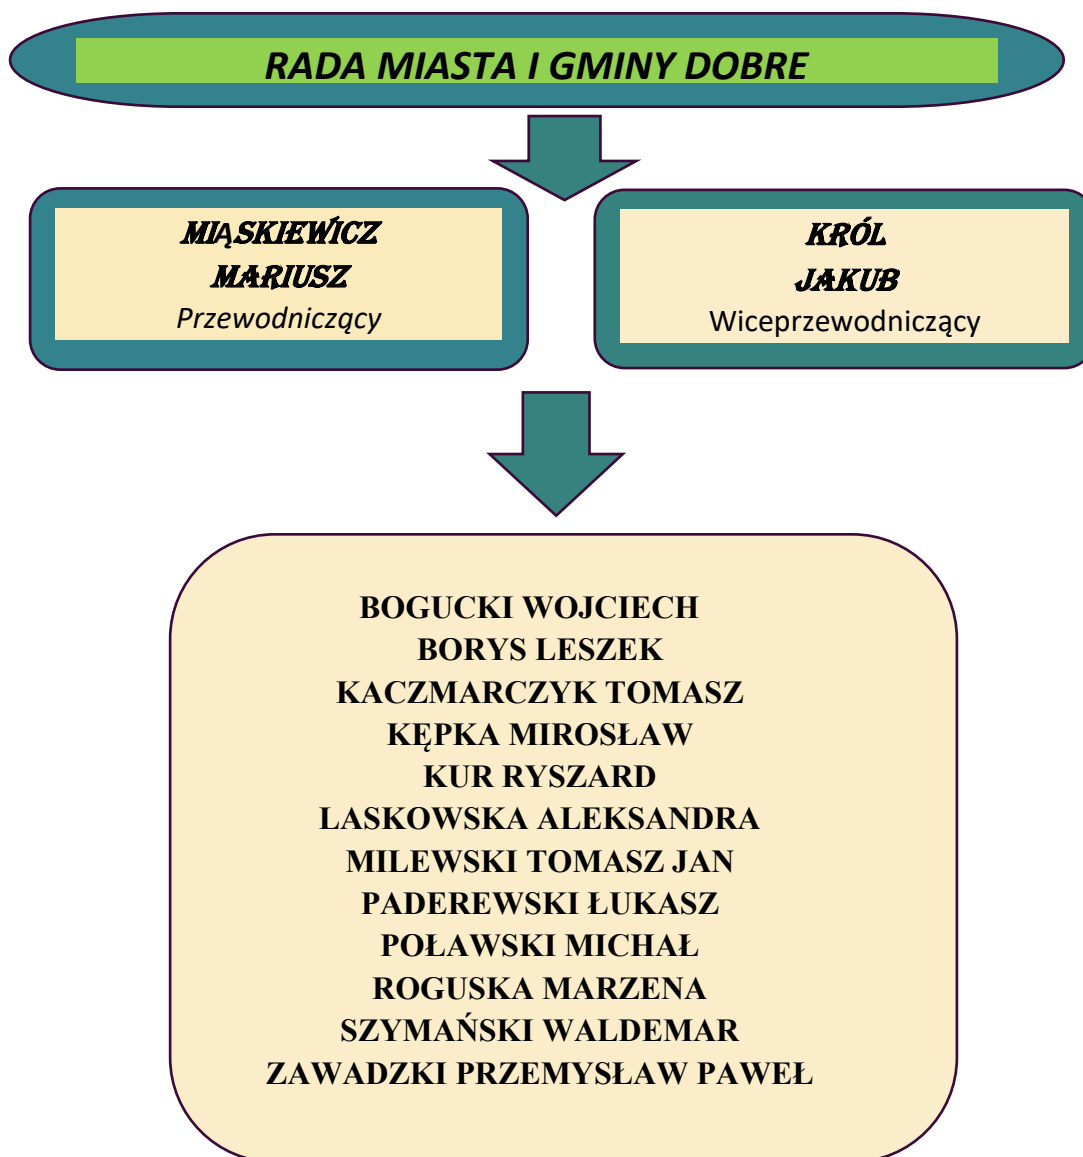 RADA MIASTA I GMINY DOBRE
MIĄSKIEWICZ
MARIUSZ
Przewodniczący
KRÓL
JAKUB
Wiceprzewodniczący
BOGUCKI WOJCIECH
BORYS LESZEK
KACZMARCZYK TOMASZ
KĘPKA MIROSŁAW
KUR RYSZARD
LASKOWSKA ALEKSANDRA
MILEWSKI TOMASZ JAN
PADEREWSKI ŁUKASZ
POŁAWSKI MICHAŁ
ROGUSKA MARZENA
SZYMAŃSKI WALDEMAR
ZAWADZKI PRZEMYSŁAW PAWEŁ